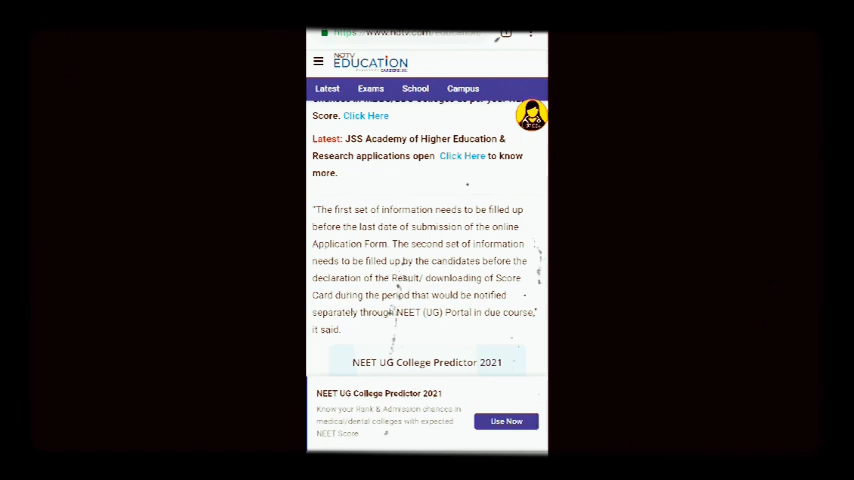 https://www.ndtv.com/education
NDTV
EDUCATION
Latest Exams School Campus
Score. Click Here
Latest: JSS Academy of Higher Education &
Research applications open Click Here to know
more.
"The first set of information needs to be filled up
before the last date of submission of the online
Application Form. The second set of information
needs to be filled up by the candidates before the
declaration of the Result/ downloading of Score
Card during the period that would be notified
separately through NEET (UG) Portal in due course,"
it said.
NEET UG College Predictor 2021
NEET UG College Predictor 2021
Know your Rank & Admission chances in
medical/dental colleges with expected
NEET Score
Use Now